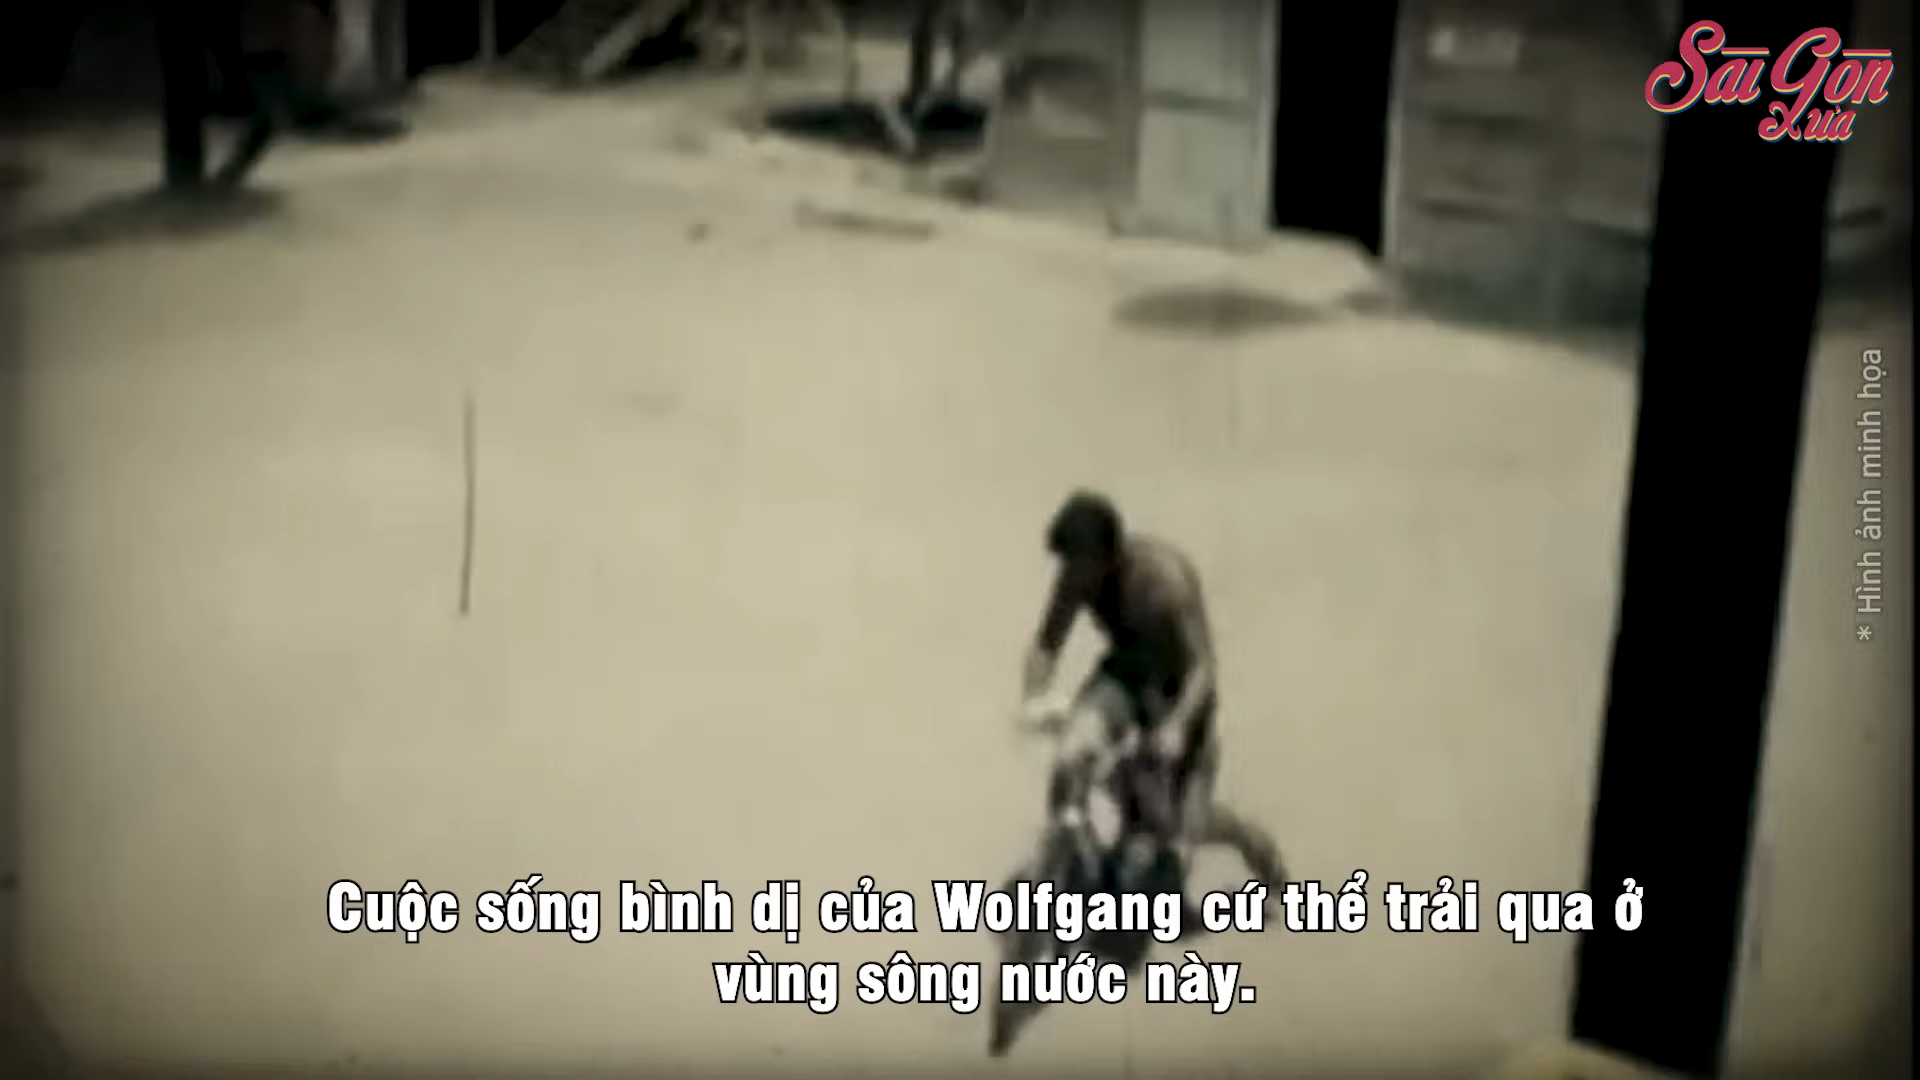 Sài Gòn
Xưa
* Hình ảnh minh họa
Cuộc sống bình dị của Wolfgang cứ thể trải qua ở
vùng sông nước này.